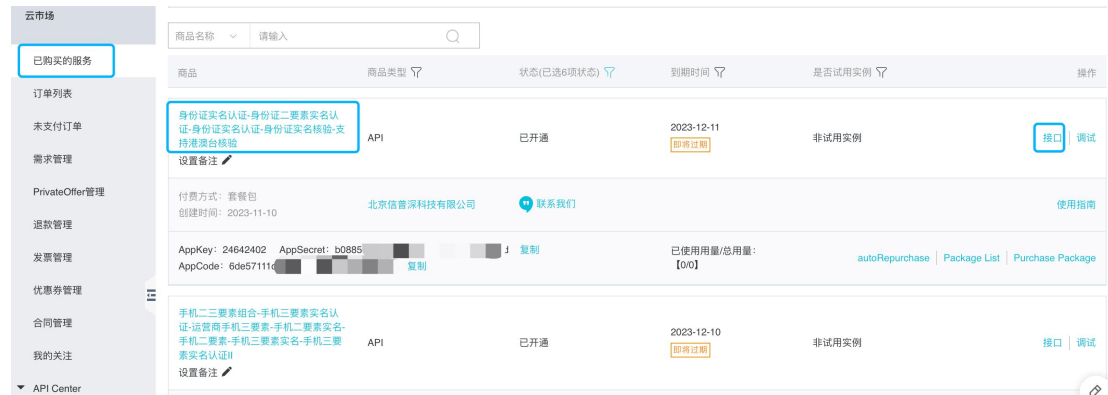 云市场
已购买的服务
订单列表
未支付订单
需求管理
PrivateOffer管理
退款管理
发票管理
优惠券管理
合同管理
我的关注
API Center
商品名称 请输入
商品 商品类型 状态(已选6项状态) 到期时间 是否试用实例 操作
身份证实名认证-身份证二要素实名认
证-身份证实名认证-身份证实名核验-支
持港澳台核验
设置备注
API 已开通
2023-12-11
即将过期
非试用实例 接口 调试
付费方式：套餐包
创建时间：2023-11-10
北京信普深科技有限公司 联系我们 使用指南
AppKey：24642402 AppSecret：b0885 复制
AppCode：6de57111 复制
已使用用量/总用量：
【0/0】
autoRepurchase Package List Purchase Package
手机二三要素组合-手机三要素实名认
证-运营商手机三要素-手机二要素实名-
手机二要素-手机三要素实名-手机三要
素实名认证II
设置备注
API 已开通
2023-12-10
即将过期
非试用实例 接口 调试